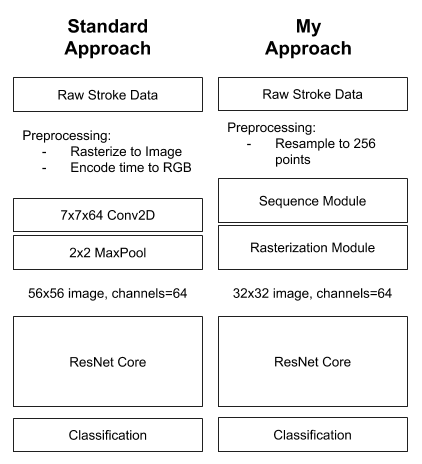 Standard
Approach
Raw Stroke Data
Preprocessing:
- Rasterize to Image
- Encode time to RGB
7x7x64 Conv2D
2x2 MaxPool
56x56 image, channels=64
ResNet Core
Classification
My
Approach
Raw Stroke Data
Preprocessing:
- Resample to 256
points
Sequence Module
Rasterization Module
32x32 image, channels=64
ResNet Core
Classification